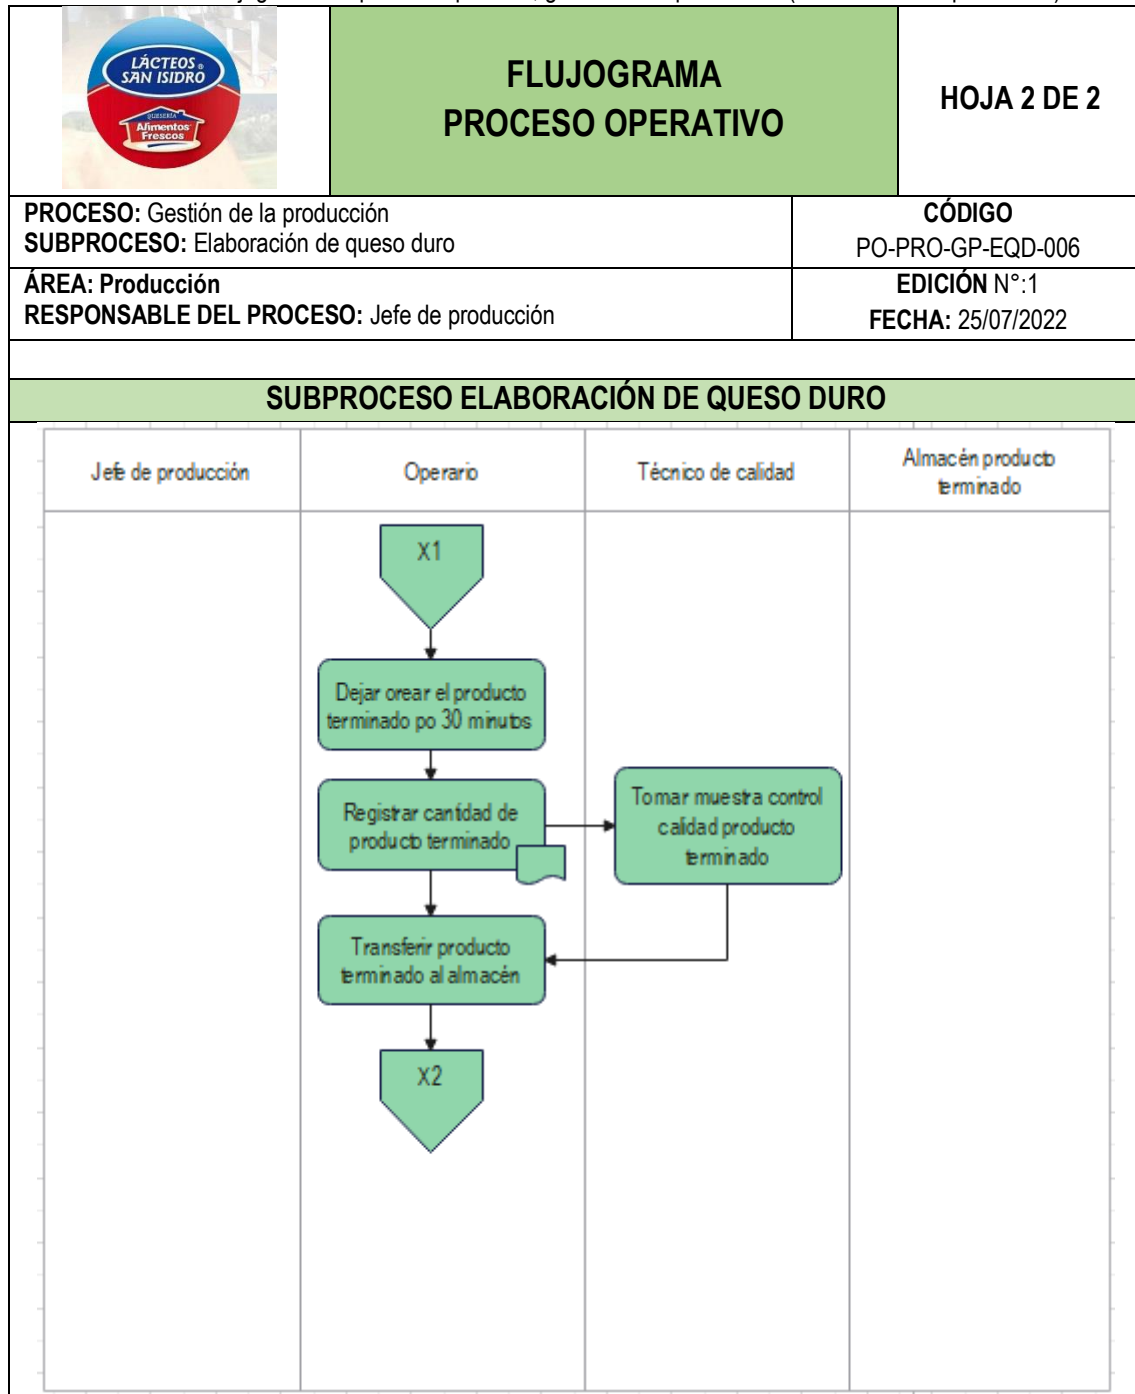 LÁCTEOS ®
SAN ISIDRO
QUESERÍA
Alimentos
Frescos
FLUJOGRAMA
PROCESO OPERATIVO
HOJA 2 DE 2
PROCESO: Gestión de la producción
SUBPROCESO: Elaboración de queso duro
CÓDIGO
PO-PRO-GP-EQD-006
ÁREA: Producción
RESPONSABLE DEL PROCESO: Jefe de producción
EDICIÓN N°:1
FECHA: 25/07/2022
SUBPROCESO ELABORACIÓN DE QUESO DURO
Jefe de producción
Operario
Técnico de calidad
Almacén producto
terminado
X1
Dejar orear el producto
terminado po 30 minutos
Registrar cantidad de
producto terminado
Tomar muestra control
calidad producto
terminado
Transferir producto
terminado al almacén
X2